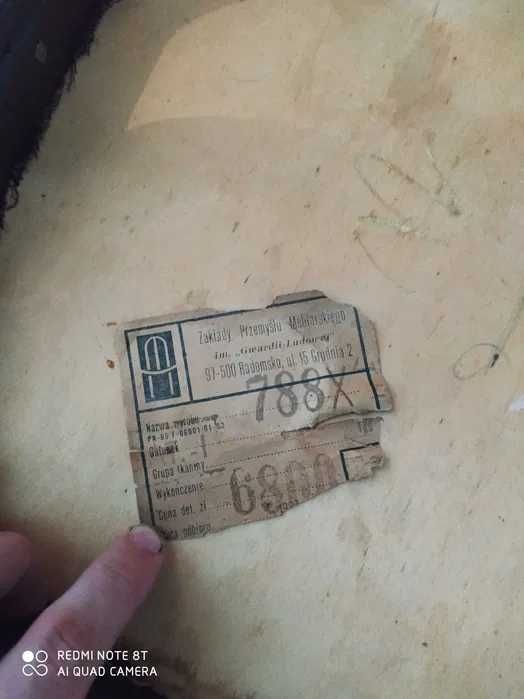 Zakłady Przemysłu Meblarskiego
im. „Gwardii Ludowej"
97-500 Radomsko, ul. 15 Grudnia 2
788X
Nazwa wyrobu
Gatunek I
Grupa tkaniny
Wykończenie
Cena det. zł 6800
odbioru
REDMI NOTE 8T
AI QUAD CAMERA